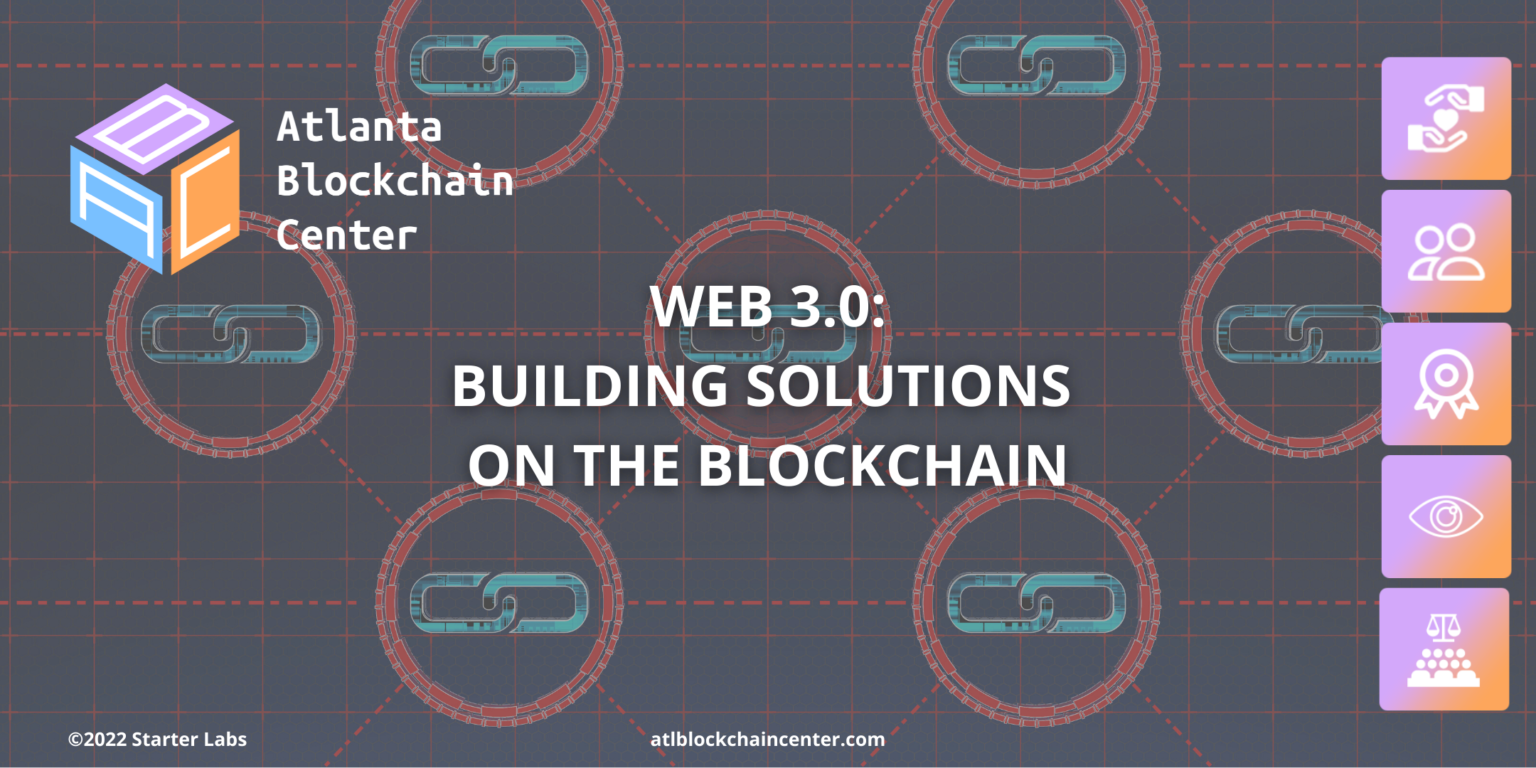 Atlanta
Blockchain
Center
WEB 3.0:
BUILDING SOLUTIONS
ON THE BLOCKCHAIN
©2022 Starter Labs
atlblockchaincenter.com
B
A
C